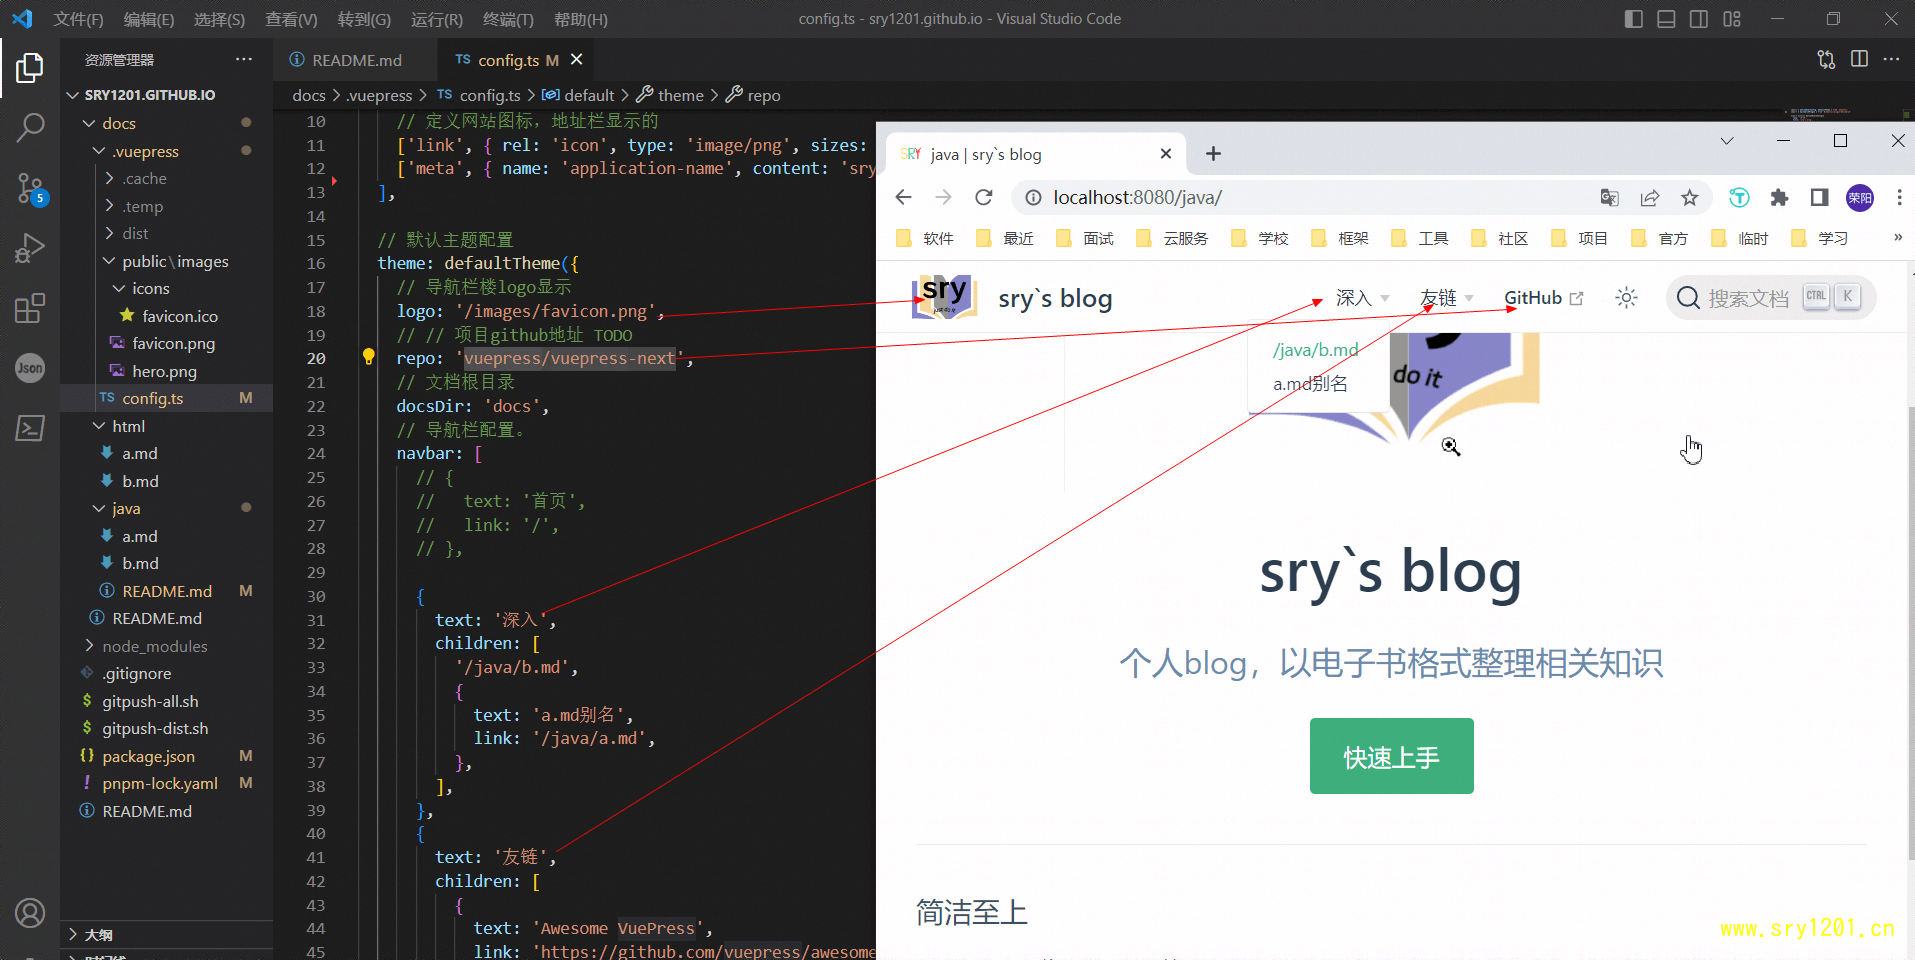 文件(F) 编辑(E) 选择(S) 查看(V) 转到(G) 运行(R) 终端(T) 帮助(H)
config.ts - sry1201.github.io - Visual Studio Code
资源管理器
SRY1201.GITHUB.IO
docs
.vuepress
.cache
.temp
dist
public\images
icons
favicon.ico
favicon.png
hero.png
TS config.ts M
html
a.md
b.md
java
a.md
b.md
README.md M
README.md
node_modules
.gitignore
$ gitpush-all.sh
$ gitpush-dist.sh
{} package.json M
! pnpm-lock.yaml M
README.md
大纲
5
Json
README.md
TS config.ts M
docs > .vuepress > TS config.ts > default > theme > repo
10 // 定义网站图标，地址栏显示的
11 ['link', { rel: 'icon', type: 'image/png', sizes:
12 ['meta', { name: 'application-name', content: 'sry
13 ],
14
15 // 默认主题配置
16 theme: defaultTheme({
17 // 导航栏楼logo显示
18 logo: '/images/favicon.png',
19 // // 项目github地址 TODO
20 repo: 'vuepress/vuepress-next',
21 // 文档根目录
22 docsDir: 'docs',
23 // 导航栏配置。
24 navbar: [
25 // {
26 //   text: '首页',
27 //   link: '/',
28 // },
29
30 {
31 text: '深入',
32 children: [
33 '/java/b.md',
34 {
35 text: 'a.md别名',
36 link: '/java/a.md',
37 },
38 ],
39 },
40 {
41 text: '友链',
42 children: [
43 {
44 text: 'Awesome VuePress',
45 link: 'https://github.com/vuepress/awesome
SRY java | sry`s blog
localhost:8080/java/
荣阳
软件 最近 面试 云服务 学校 框架 工具 社区 项目 官方 临时 学习 »
sry
just do it
sry`s blog
深入 友链 GitHub 搜索文档 CTRL K
/java/b.md
a.md别名
do it
sry`s blog
个人blog，以电子书格式整理相关知识
快速上手
简洁至上
www.sry1201.cn